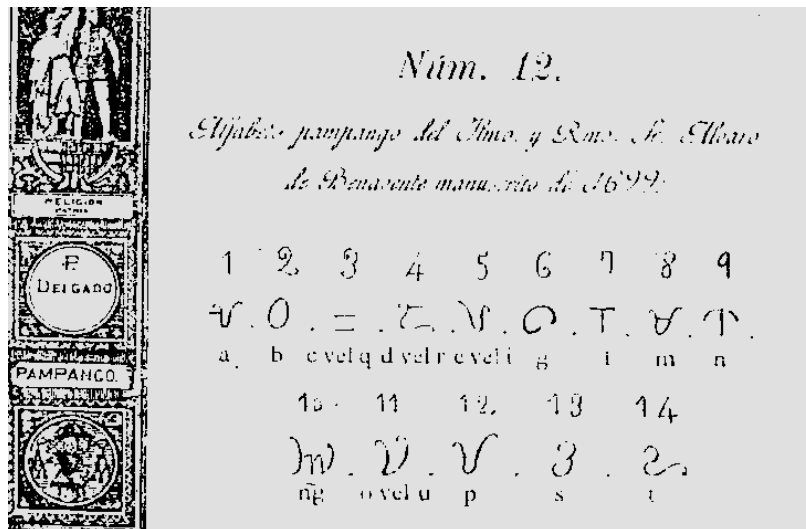 Núm. 12.
Alfabeto pampango del Ilmo. y Rmo. Fr. Alvaro
de Benavente manuscrito de 1699.
RELIGION
PATRIA
P.
DELGADO
PAMPANGO.
1 2 3 4 5 6 7 8 9
a. b c vel q d vel r e vel i g l m n
10 11 12. 13 14
n͠g o vel u p s t